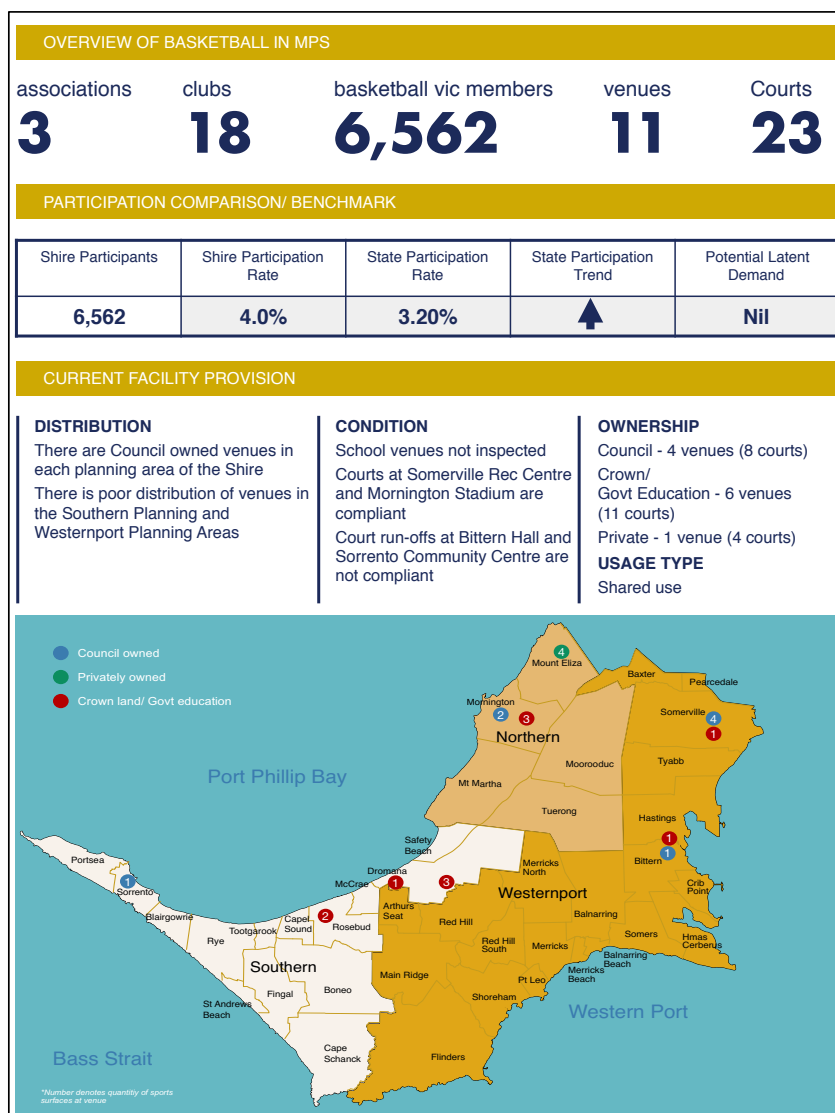 OVERVIEW OF BASKETBALL IN MPS
associations
clubs
basketball vic members
venues
Courts
3
18
6,562
11
23
PARTICIPATION COMPARISON/ BENCHMARK
Shire Participants
Shire Participation
Rate
State Participation
Rate
State Participation
Trend
Potential Latent
Demand
6,562
4.0%
3.20%
Nil
CURRENT FACILITY PROVISION
DISTRIBUTION
There are Council owned venues in
each planning area of the Shire
There is poor distribution of venues in
the Southern Planning and
Westernport Planning Areas
CONDITION
School venues not inspected
Courts at Somerville Rec Centre
and Mornington Stadium are
compliant
Court run-offs at Bittern Hall and
Sorrento Community Centre are
not compliant
OWNERSHIP
Council - 4 venues (8 courts)
Crown/
Govt Education - 6 venues
(11 courts)
Private - 1 venue (4 courts)
USAGE TYPE
Shared use
Council owned
Privately owned
Crown land/ Govt education
4
Mount Eliza
Baxter
Pearcedale
Mornington
2
3
Northern
Somerville
4
1
Moorooduc
Tyabb
Port Phillip Bay
Mt Martha
Tuerong
Hastings
1
1
Bittern
Safety
Beach
Portsea
1
Sorrento
Dromana
1
3
McCrae
Merricks
North
Westernport
Crib
Point
Arthurs
Seat
Blairgowrie
Rye
Tootgarook
Capel
Sound
2
Rosebud
Red Hill
Balnarring
Somers
Hmas
Cerberus
Red Hill
South
Merricks
Balnarring
Beach
Merricks
Beach
Southern
Main Ridge
Pt Leo
Fingal
Boneo
Shoreham
St Andrews
Beach
Western Port
Cape
Schanck
Flinders
Bass Strait
*Number denotes quantitiy of sports
surfaces at venue